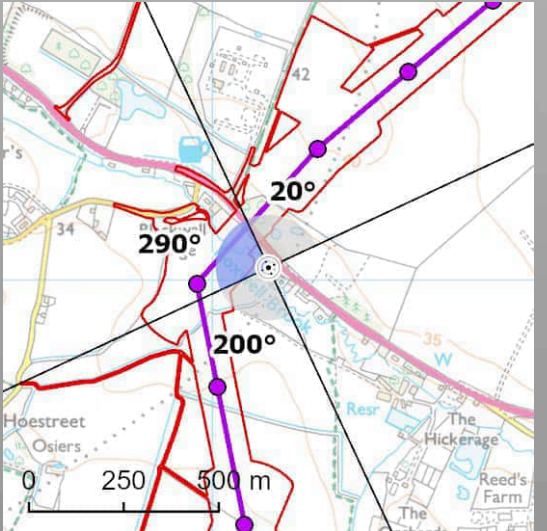 42
r's
20°
34
290°
200°
35
W
Hoestreet
Osiers
Resr
The
Hickerage
0 250 500 m
Reed's
Farm
The